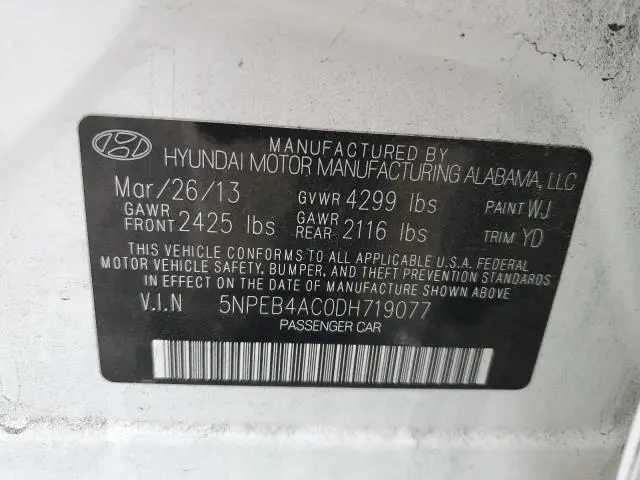 MANUFACTURED BY
HYUNDAI MOTOR MANUFACTURING ALABAMA, LLC
Mar/26/13 GVWR 4299 lbs PAINT WJ
GAWR FRONT 2425 lbs GAWR REAR 2116 lbs TRIM YD
THIS VEHICLE CONFORMS TO ALL APPLICABLE U.S.A. FEDERAL
MOTOR VEHICLE SAFETY, BUMPER, AND THEFT PREVENTION STANDARDS
IN EFFECT ON THE DATE OF MANUFACTURE SHOWN ABOVE.
V.I.N 5NPEB4AC0DH719077
PASSENGER CAR